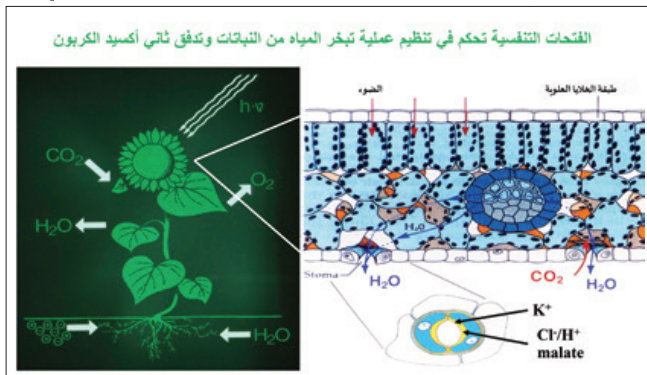 الفتحات التنفسية تحكم في تنظيم عملية تبخر المياه من النباتات وتدفق ثاني أكسيد الكربون
h·ν
CO₂
O₂
H₂O
H₂O
الضوء
طبقة الخلايا العلوية
H₂O
Stoma
H₂O
CO₂
H₂O
K⁺
Cl⁻/H⁺
malate